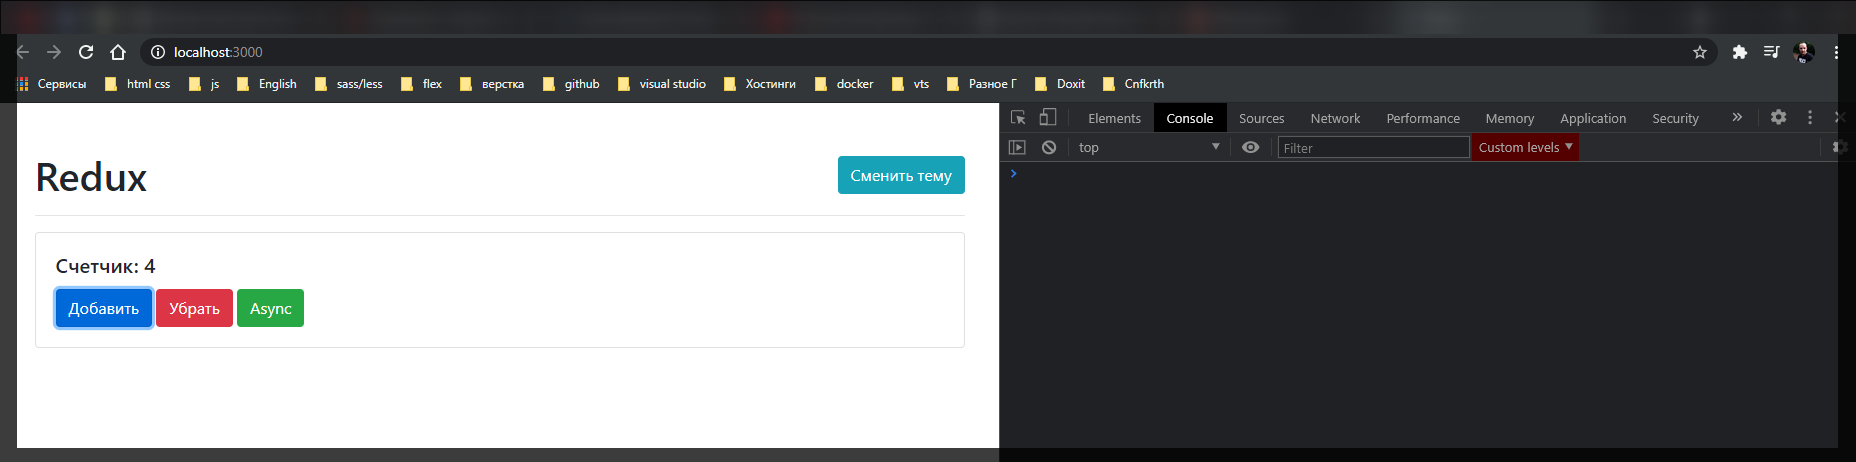 localhost:3000
Сервисы html css js English sass/less flex верстка github visual studio Хостинги docker vts Разное Г Doxit Cnfkrth
Elements Console Sources Network Performance Memory Application Security »
top Filter Custom levels
Redux
Сменить тему
Счетчик: 4
Добавить Убрать Async